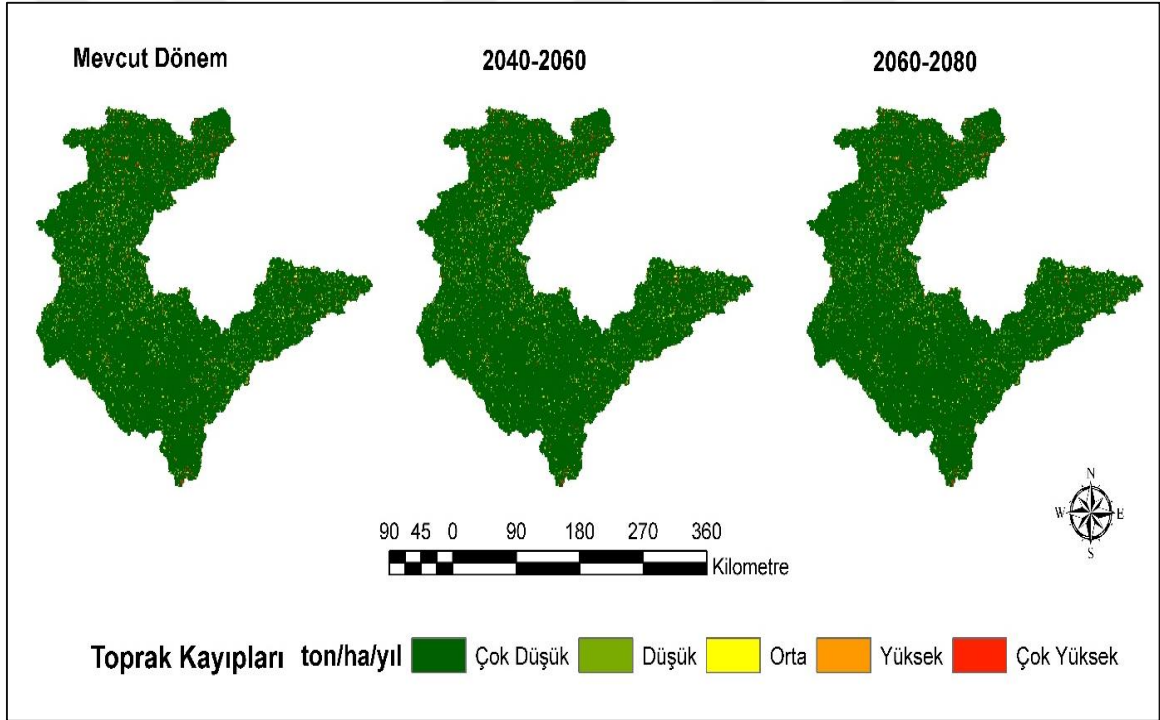 Mevcut Dönem 2040-2060 2060-2080
N
W E
S
90 45 0 90 180 270 360
Kilometre
Toprak Kayıpları ton/ha/yıl Çok Düşük Düşük Orta Yüksek Çok Yüksek